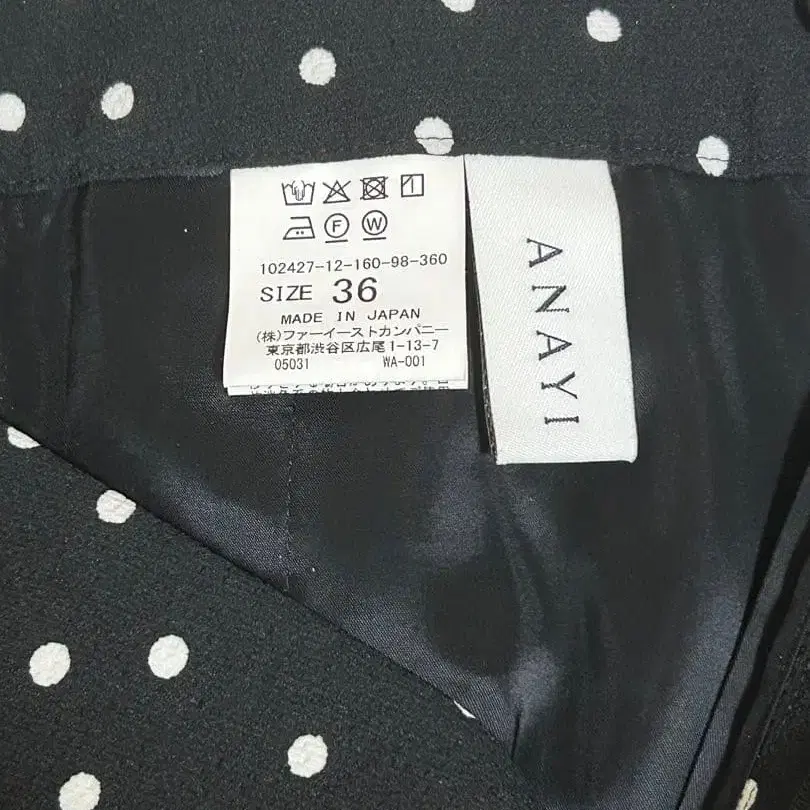 F W
102427-12-160-98-360
SIZE 36
MADE IN JAPAN
(株)ファーイーストカンパニー
東京都渋谷区広尾1-13-7
05031 WA-001
ANAYI